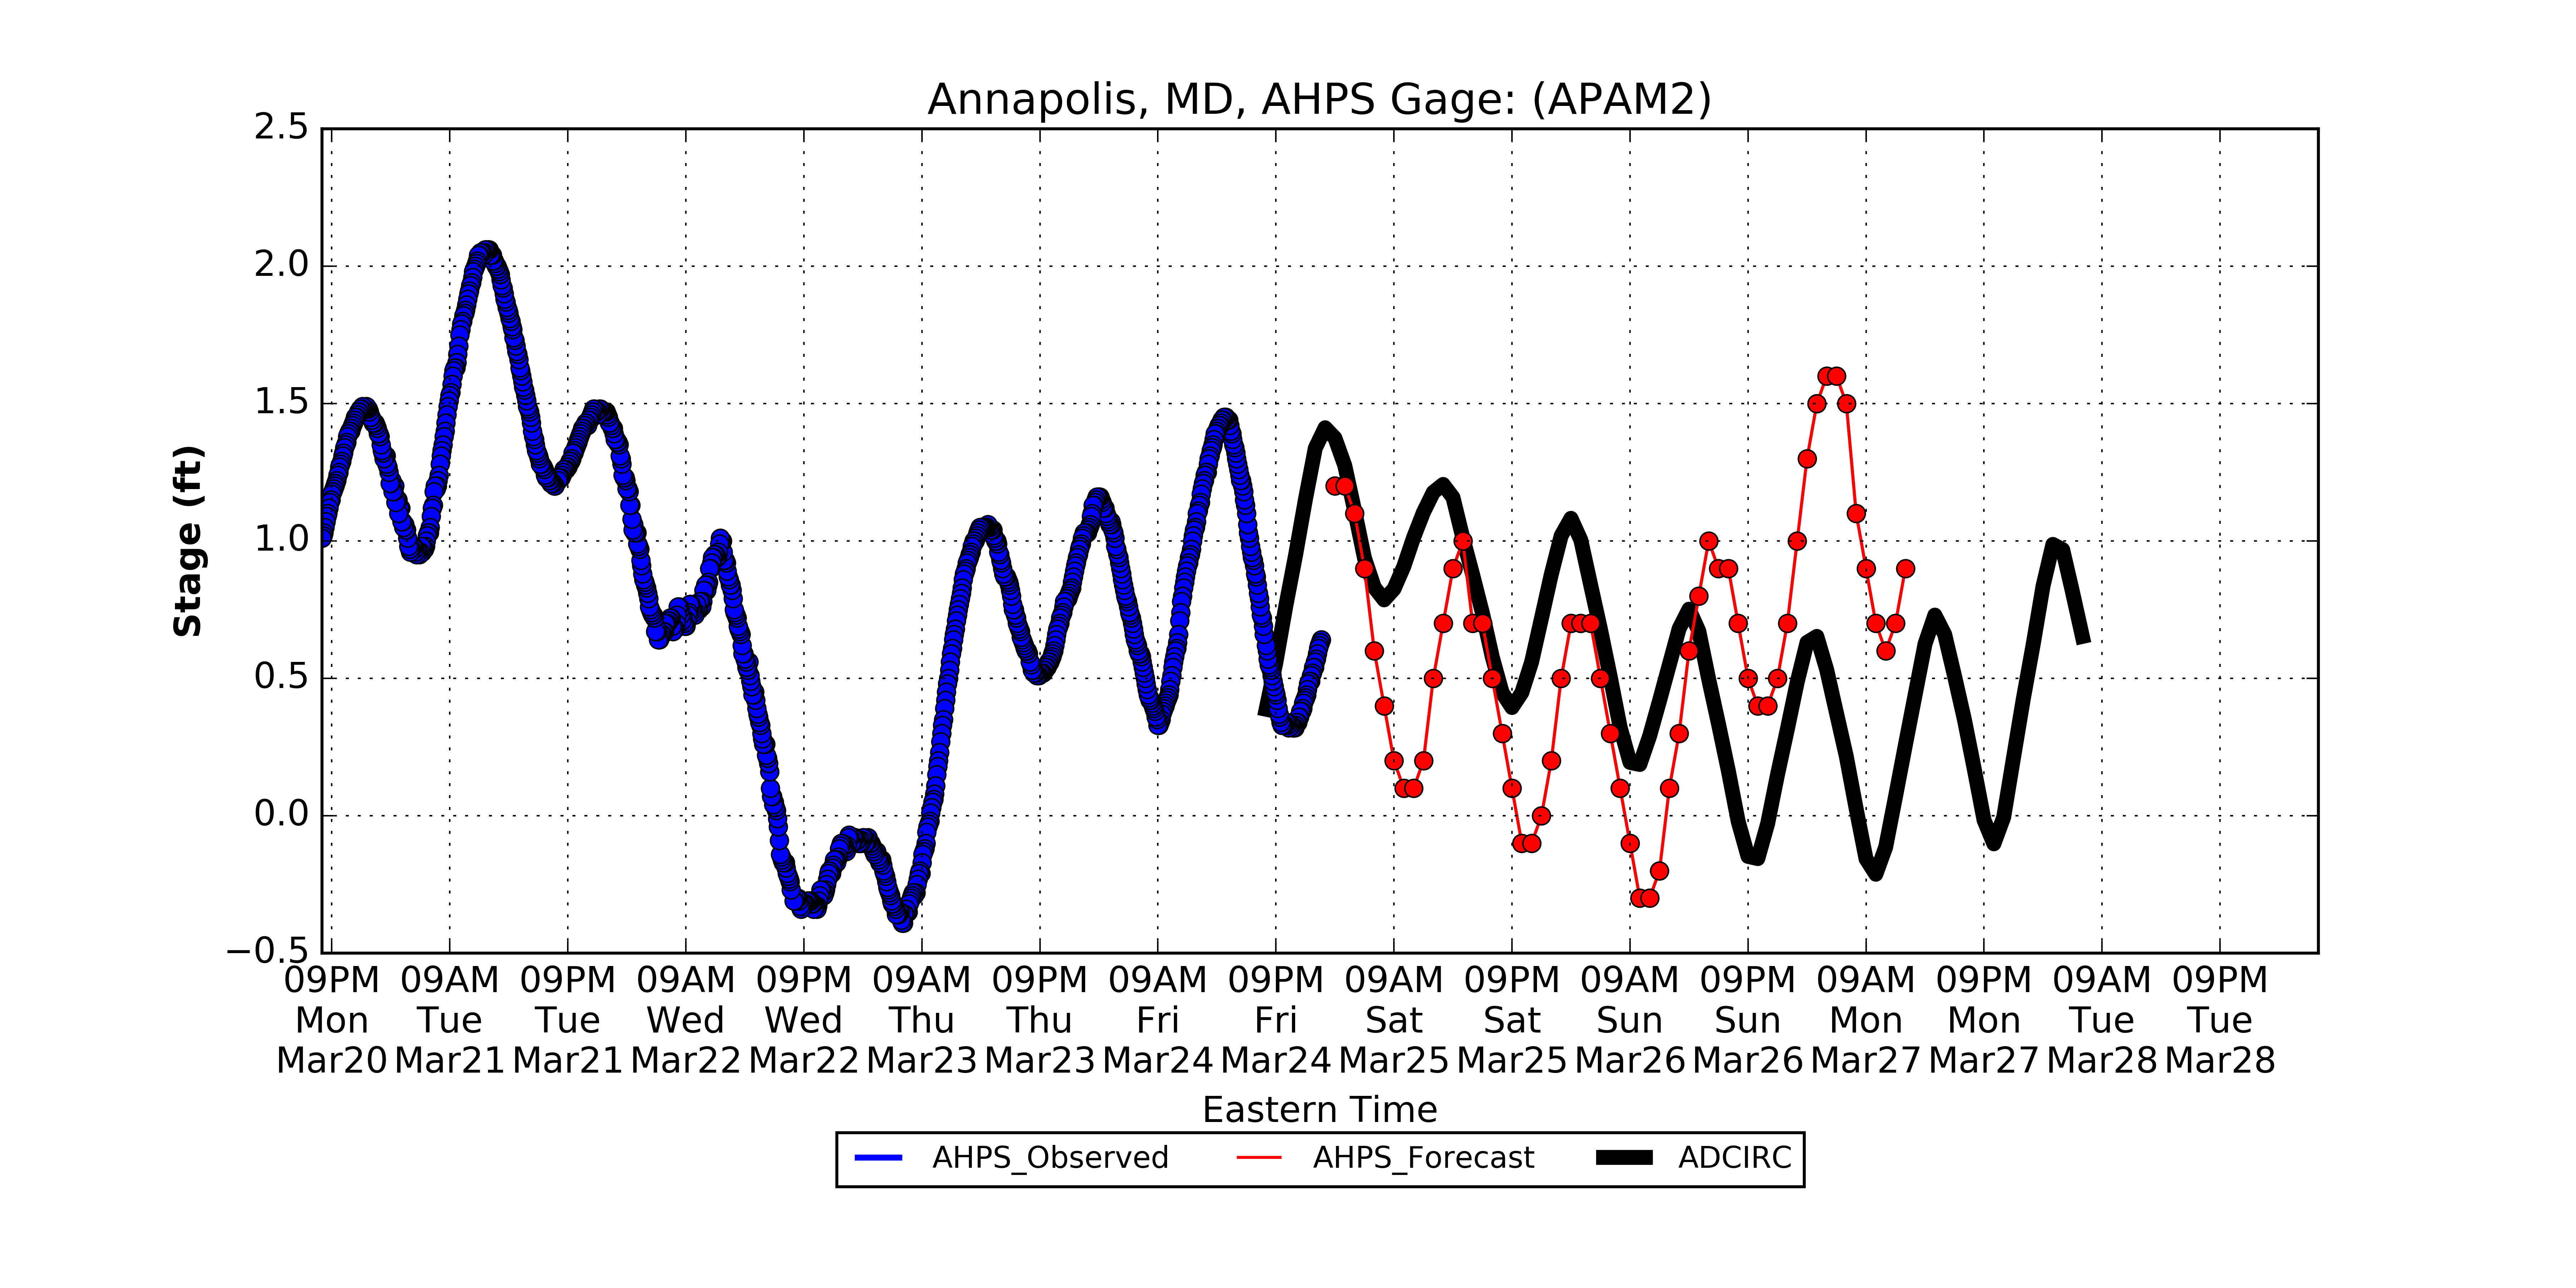 Annapolis, MD, AHPS Gage: (APAM2)
2.5
2.0
1.5
1.0
0.5
0.0
−0.5
Stage (ft)
09PM 09AM 09PM 09AM 09PM 09AM 09PM 09AM 09PM 09AM 09PM 09AM 09PM 09AM 09PM 09AM 09PM
Mon Tue Tue Wed Wed Thu Thu Fri Fri Sat Sat Sun Sun Mon Mon Tue Tue
Mar20 Mar21 Mar21 Mar22 Mar22 Mar23 Mar23 Mar24 Mar24 Mar25 Mar25 Mar26 Mar26 Mar27 Mar27 Mar28 Mar28
Eastern Time
AHPS_Observed AHPS_Forecast ADCIRC